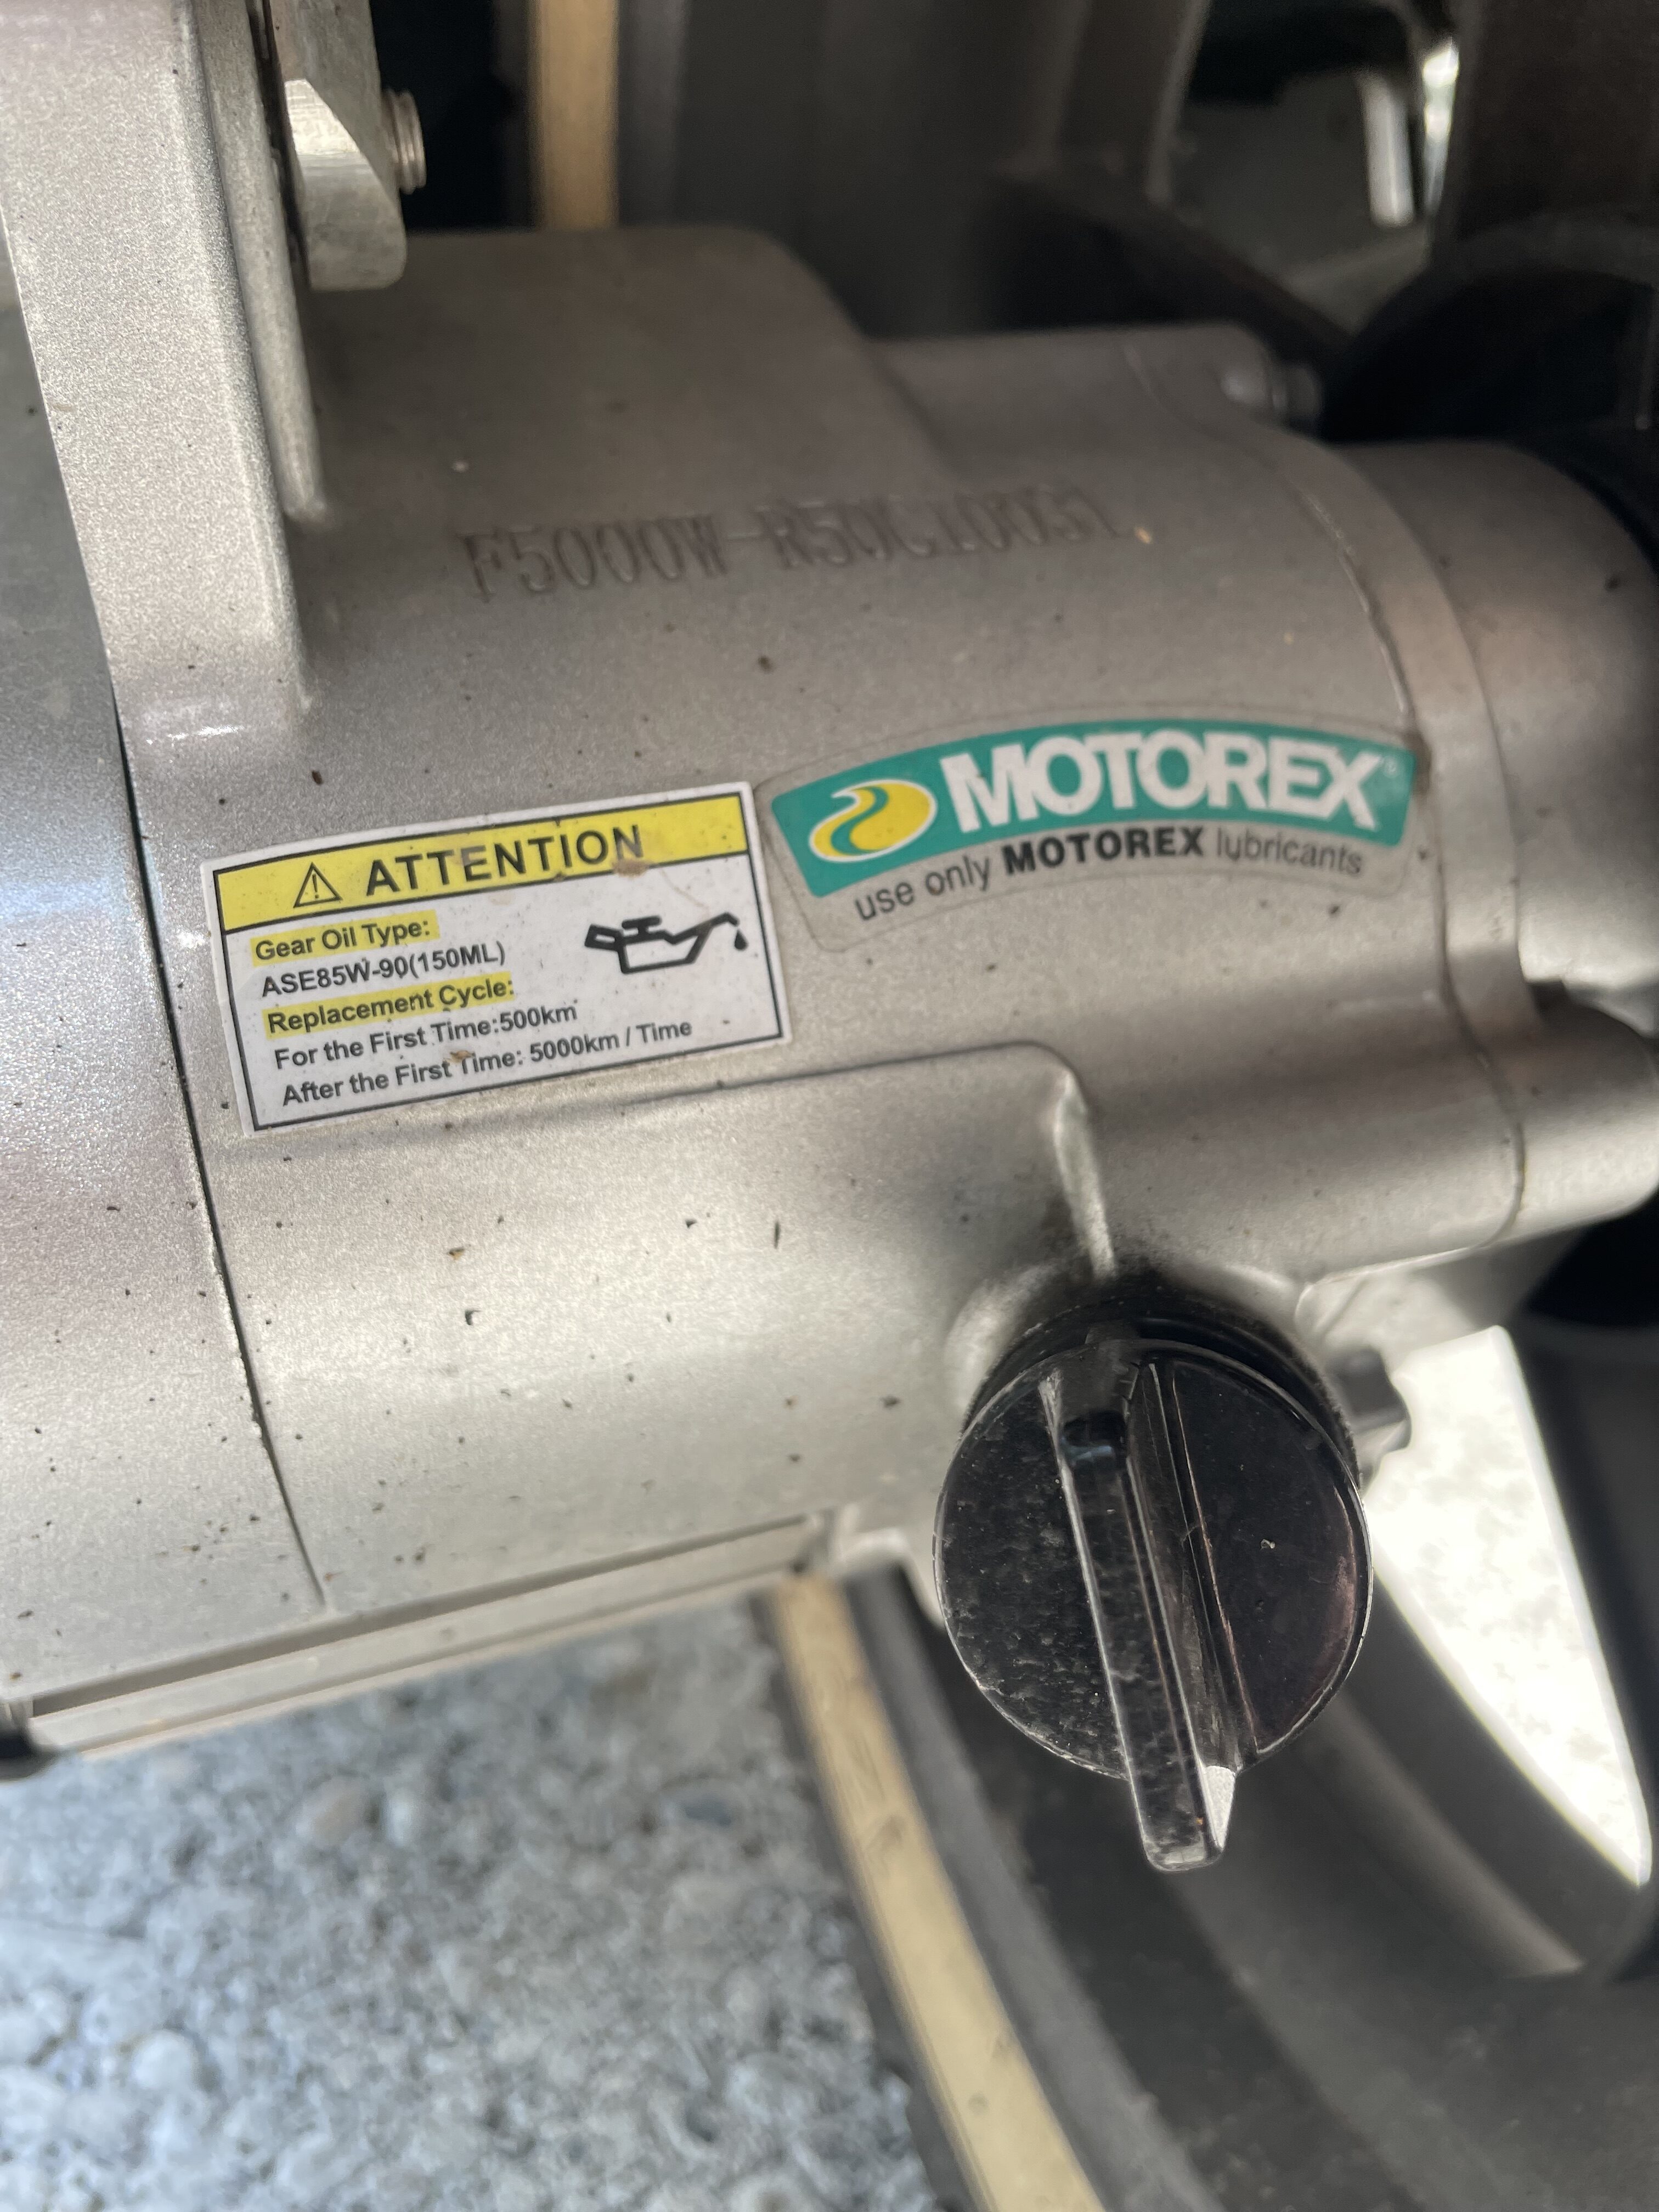 F5000W-R50C10051
MOTOREX®
use only MOTOREX lubricants
ATTENTION
Gear Oil Type:
ASE85W-90(150ML)
Replacement Cycle:
For the First Time:500km
After the First Time: 5000km / Time